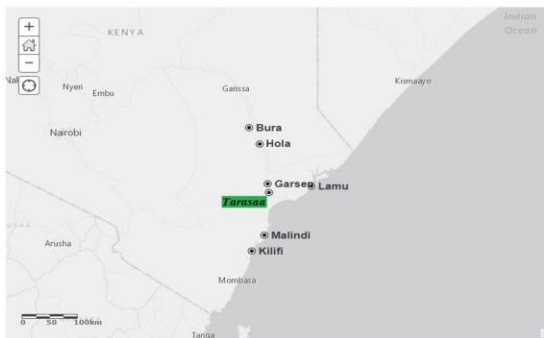 Indian
Ocean
+
−
KENYA
Kismaayo
Nyeri
Embu
Garissa
Nairobi
Bura
Hola
Garsen
Lamu
Tarasaa
Arusha
Malindi
Kilifi
Mombasa
0 50 100km
Tanga